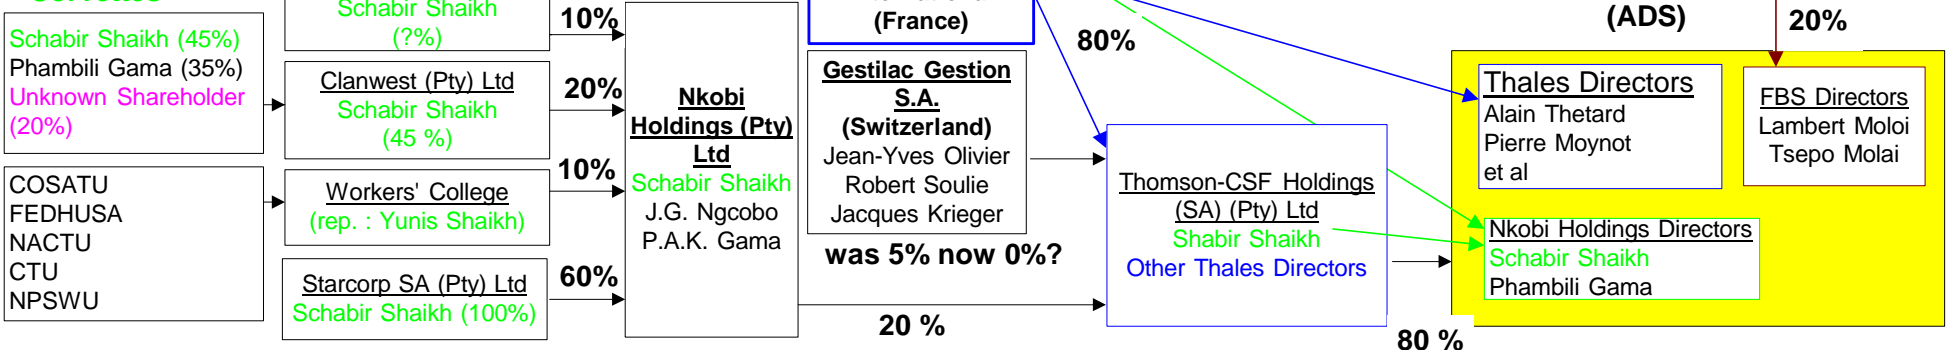 Schabir Shaikh (45%)
Phambili Gama (35%)
Unknown Shareholder
(20%)
COSATU
FEDHUSA
NACTU
CTU
NPSWU
Schabir Shaikh
(?%)
Clanwest (Pty) Ltd
Schabir Shaikh
(45 %)
Workers' College
(rep. : Yunis Shaikh)
Starcorp SA (Pty) Ltd
Schabir Shaikh (100%)
10%
20%
10%
60%
Nkobi
Holdings (Pty)
Ltd
Schabir Shaikh
J.G. Ngcobo
P.A.K. Gama
(France)
Gestilac Gestion
S.A.
(Switzerland)
Jean-Yves Olivier
Robert Soulie
Jacques Krieger
was 5% now 0%?
20 %
80%
Thomson-CSF Holdings
(SA) (Pty) Ltd
Shabir Shaikh
Other Thales Directors
80 %
(ADS)
20%
Thales Directors
Alain Thetard
Pierre Moynot
et al
FBS Directors
Lambert Moloi
Tsepo Molai
Nkobi Holdings Directors
Schabir Shaikh
Phambili Gama